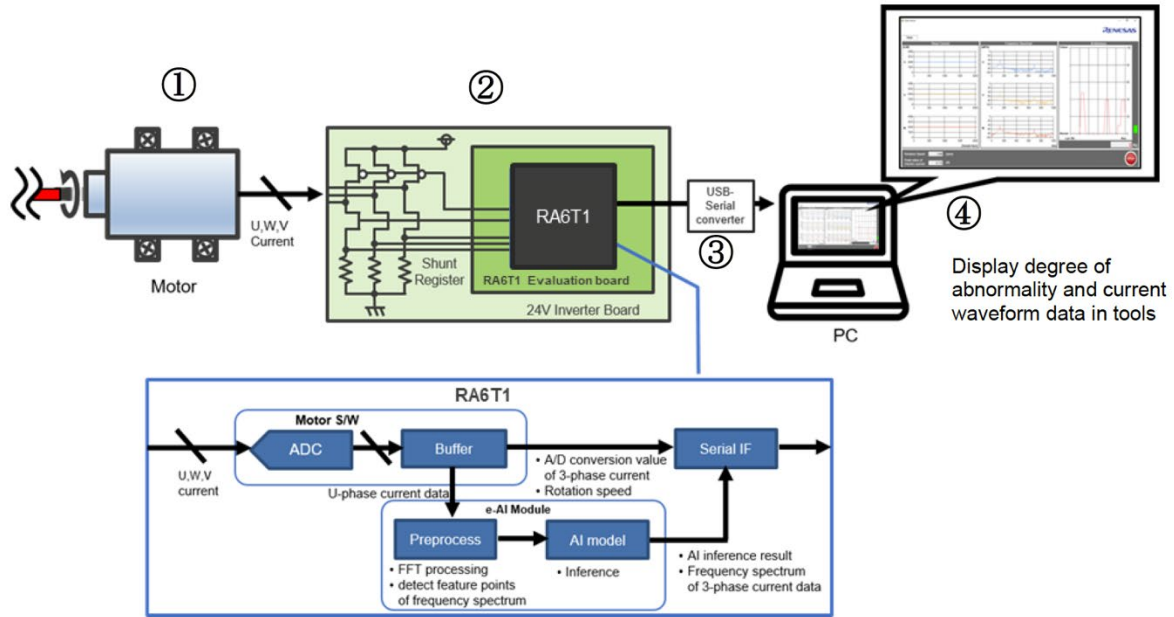 ①
②
RENESAS
U,W,V
Current
Motor
Shunt
Register
RA6T1
RA6T1 Evaluation board
24V Inverter Board
USB-
Serial
converter
③
PC
④
Display degree of
abnormality and current
waveform data in tools
RA6T1
Motor S/W
ADC
Buffer
Serial IF
U,W,V
current
U-phase current data
• A/D conversion value
of 3-phase current
• Rotation speed
e-AI Module
Preprocess
AI model
• FFT processing
• detect feature points
of frequency spectrum
• Inference
• AI inference result
• Frequency spectrum
of 3-phase current data